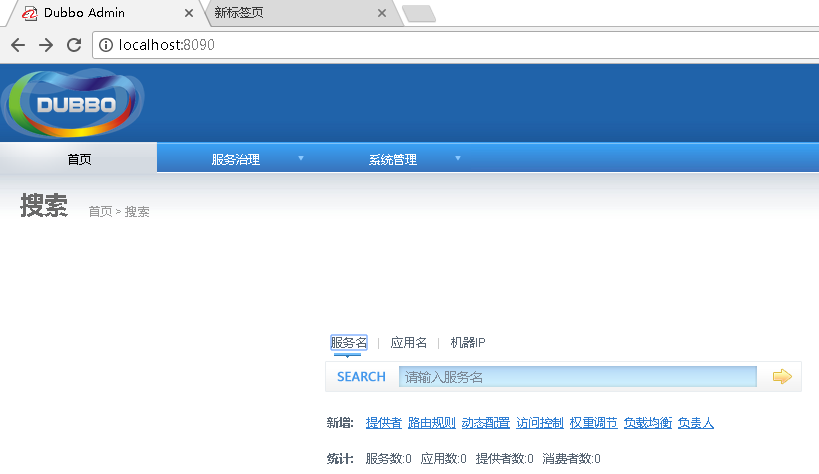 Dubbo Admin 新标签页
localhost:8090
DUBBO
首页 服务治理 系统管理
搜索 首页 > 搜索
服务名 | 应用名 | 机器IP
SEARCH 请输入服务名
新增: 提供者 路由规则 动态配置 访问控制 权重调节 负载均衡 负责人
统计: 服务数:0 应用数:0 提供者数:0 消费者数:0